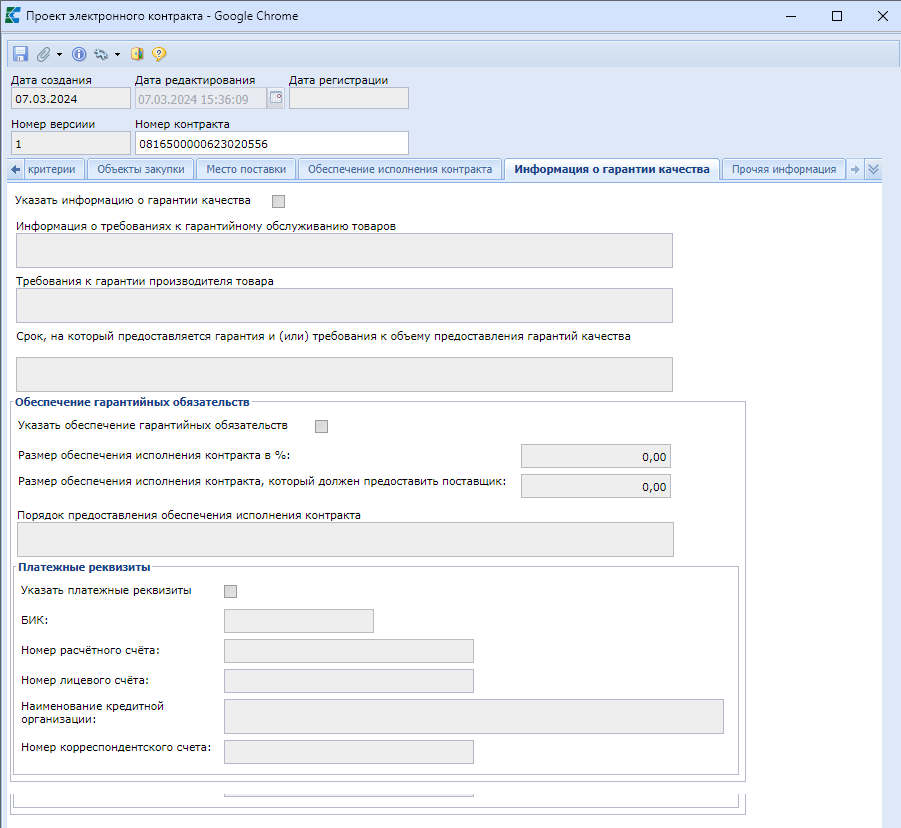 Проект электронного контракта - Google Chrome
Дата создания Дата редактирования Дата регистрации
07.03.2024 07.03.2024 15:36:09
Номер версиии Номер контракта
1 0816500000623020556
критерии Объекты закупки Место поставки Обеспечение исполнения контракта Информация о гарантии качества Прочяя информация
Указать информацию о гарантии качества
Информация о требованиях к гарантийному обслуживанию товаров
Требования к гарантии производителя товара
Срок, на который предоставляется гарантия и (или) требования к объему предоставления гарантий качества
Обеспечение гарантийных обязательств
Указать обеспечение гарантийных обязательств
Размер обеспечения исполнения контракта в %: 0,00
Размер обеспечения исполнения контракта, который должен предоставить поставщик: 0,00
Порядок предоставления обеспечения исполнения контракта
Платежные реквизиты
Указать платежные реквизиты
БИК:
Номер расчётного счёта:
Номер лицевого счёта:
Наименование кредитной
организации:
Номер корреспондентского счета: